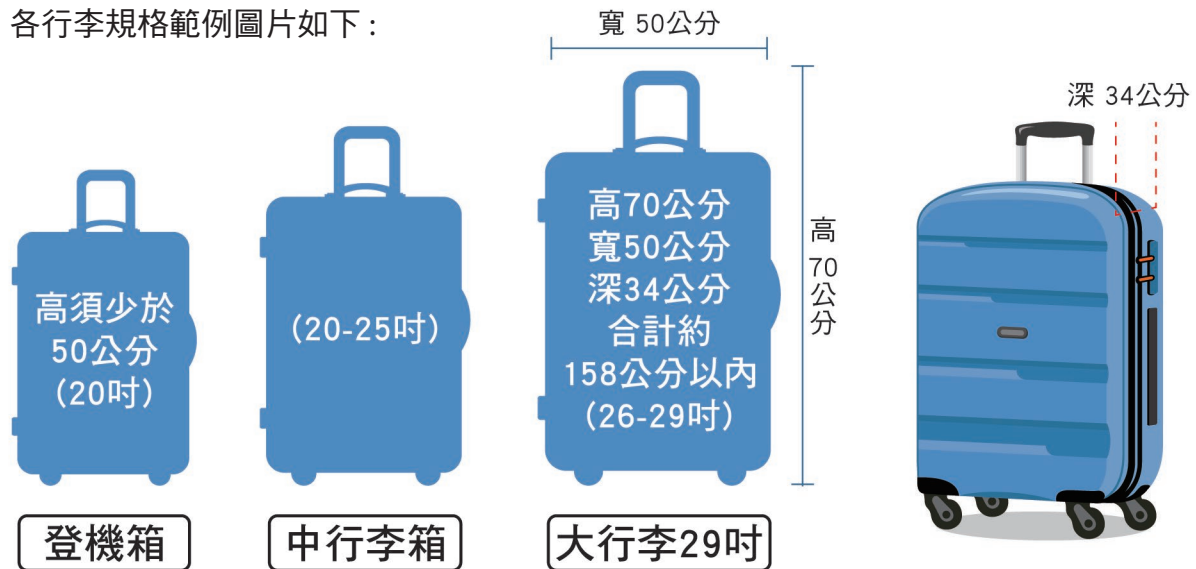 各行李規格範例圖片如下：
寬 50公分
深 34公分
高須少於
50公分
(20吋)
(20-25吋)
高70公分
寬50公分
深34公分
合計約
158公分以內
(26-29吋)
高
70
公
分
登機箱
中行李箱
大行李29吋